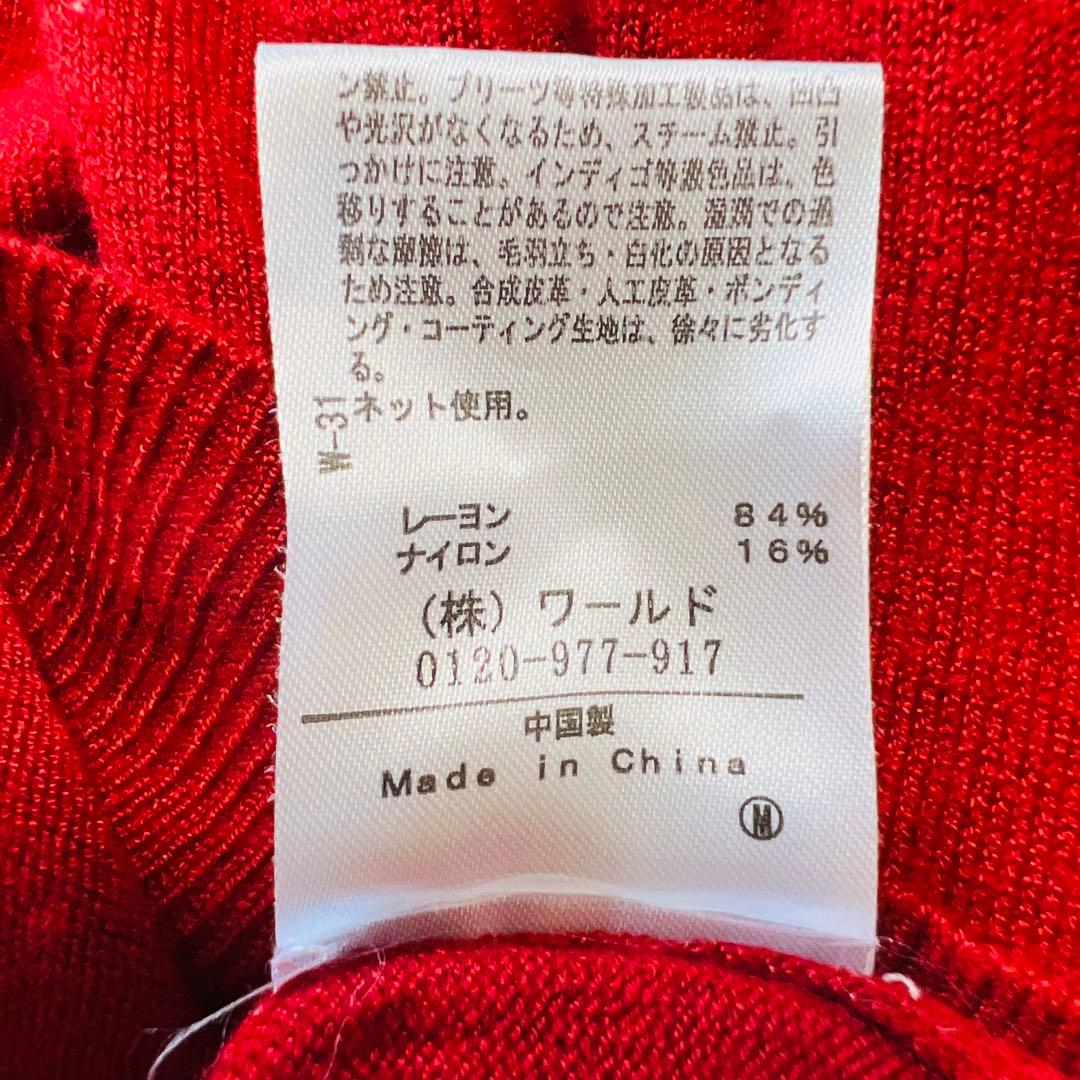 ン禁止。プリーツ等特殊加工製品は、凹凸
や光沢がなくなるため、スチーム禁止。引
っかけに注意。インディゴ等濃色品は、色
移りすることがあるので注意。湿潤での過
剰な摩擦は、毛羽立ち・白化の原因となる
ため注意。合成皮革・人工皮革・ボンディ
ング・コーティング生地は、徐々に劣化す
る。
ネット使用。
W-31
レーヨン 84%
ナイロン 16%
(株) ワールド
0120-977-917
中国製
Made in China
Ⓜ